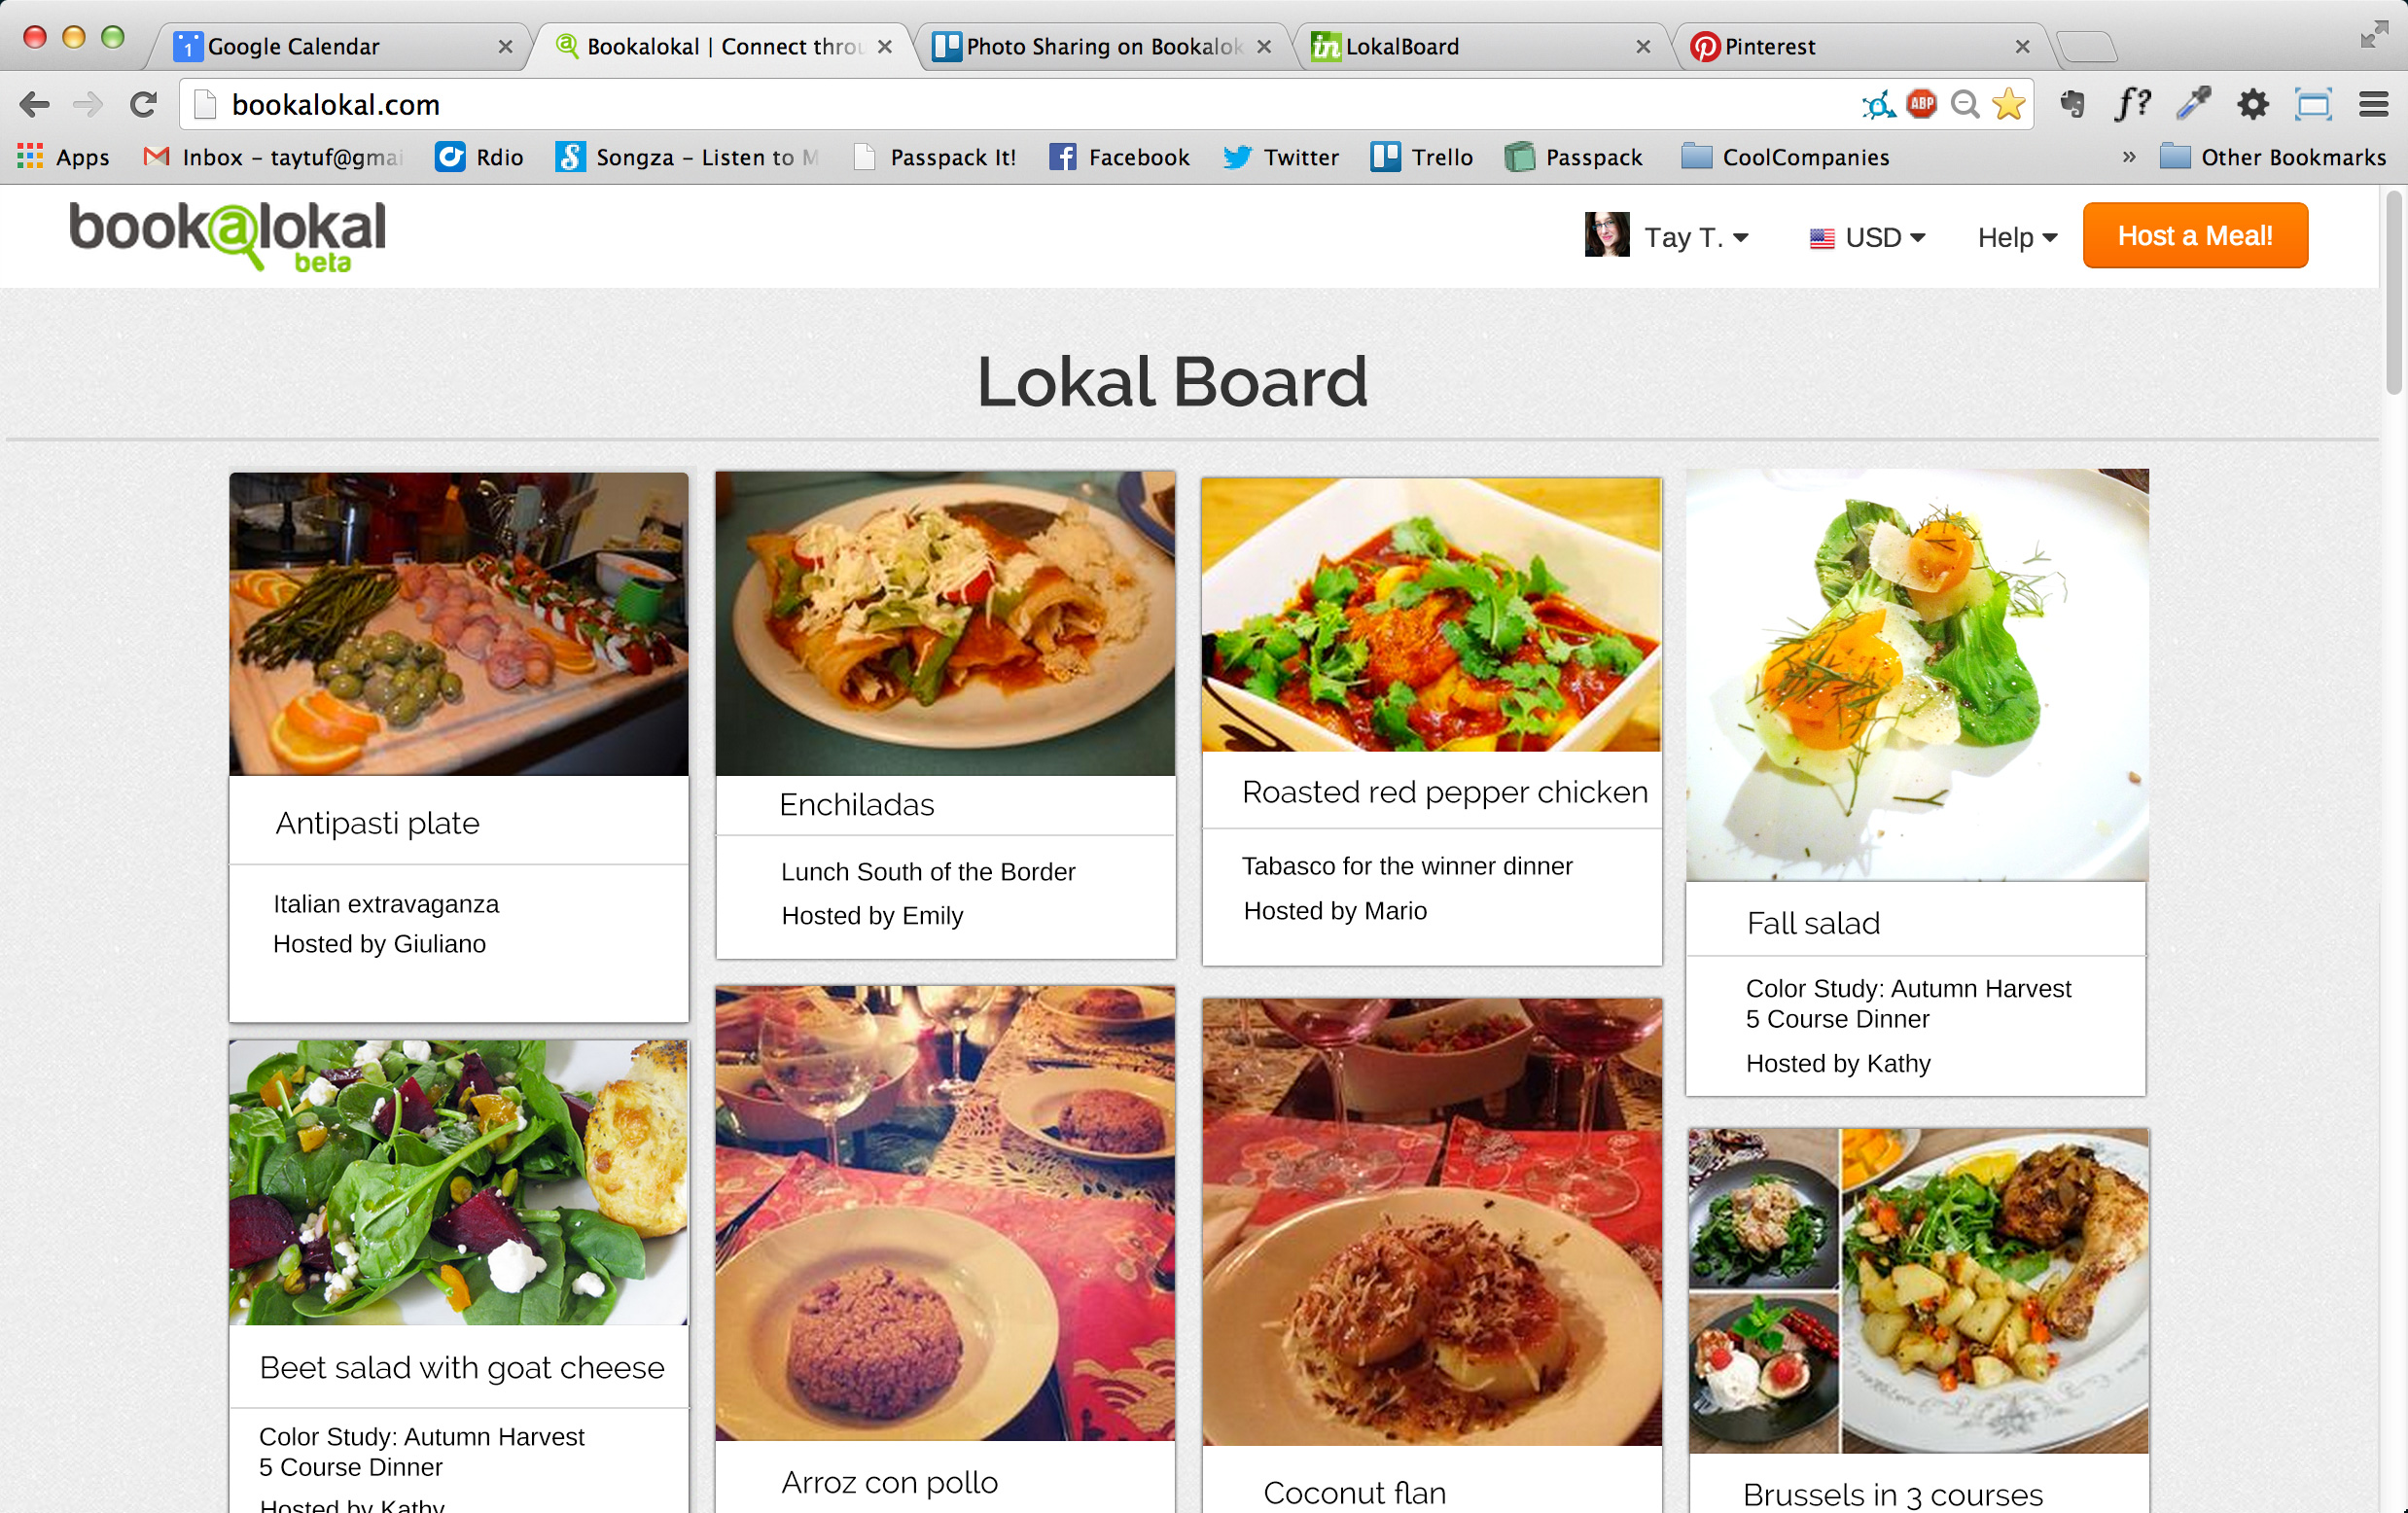 Google Calendar
Bookalokal | Connect throu
Photo Sharing on Bookalok
LokalBoard
Pinterest
bookalokal.com
ABP
f?
Apps
Inbox – taytuf@gmai
Rdio
Songza – Listen to M
Passpack It!
Facebook
Twitter
Trello
Passpack
CoolCompanies
»
Other Bookmarks
bookalokal
beta
Tay T.
USD
Help
Host a Meal!
Lokal Board
Antipasti plate
Italian extravaganza
Hosted by Giuliano
Enchiladas
Lunch South of the Border
Hosted by Emily
Roasted red pepper chicken
Tabasco for the winner dinner
Hosted by Mario
Fall salad
Color Study: Autumn Harvest
5 Course Dinner
Hosted by Kathy
Beet salad with goat cheese
Color Study: Autumn Harvest
5 Course Dinner
Hosted by Kathy
Arroz con pollo
Coconut flan
Brussels in 3 courses